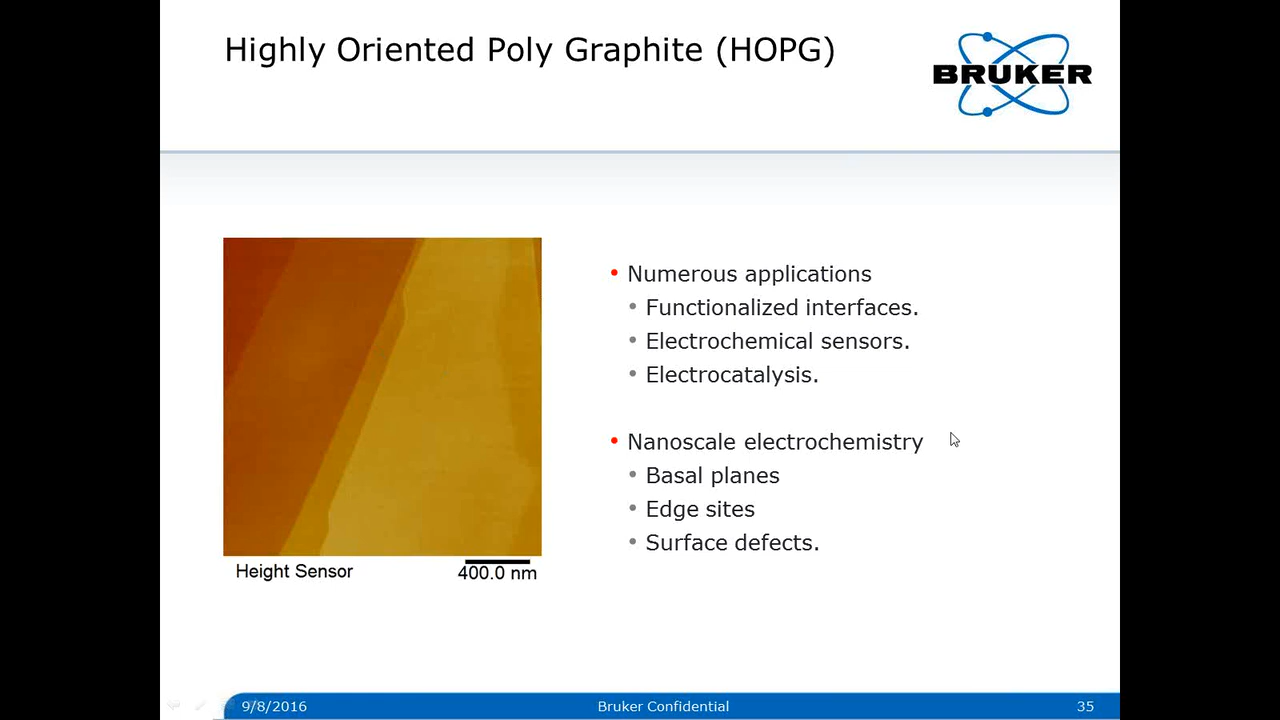 Highly Oriented Poly Graphite (HOPG)
BRUKER
Numerous applications
Functionalized interfaces.
Electrochemical sensors.
Electrocatalysis.
Nanoscale electrochemistry
Basal planes
Edge sites
Surface defects.
Height Sensor
400.0 nm
9/8/2016
Bruker Confidential
35